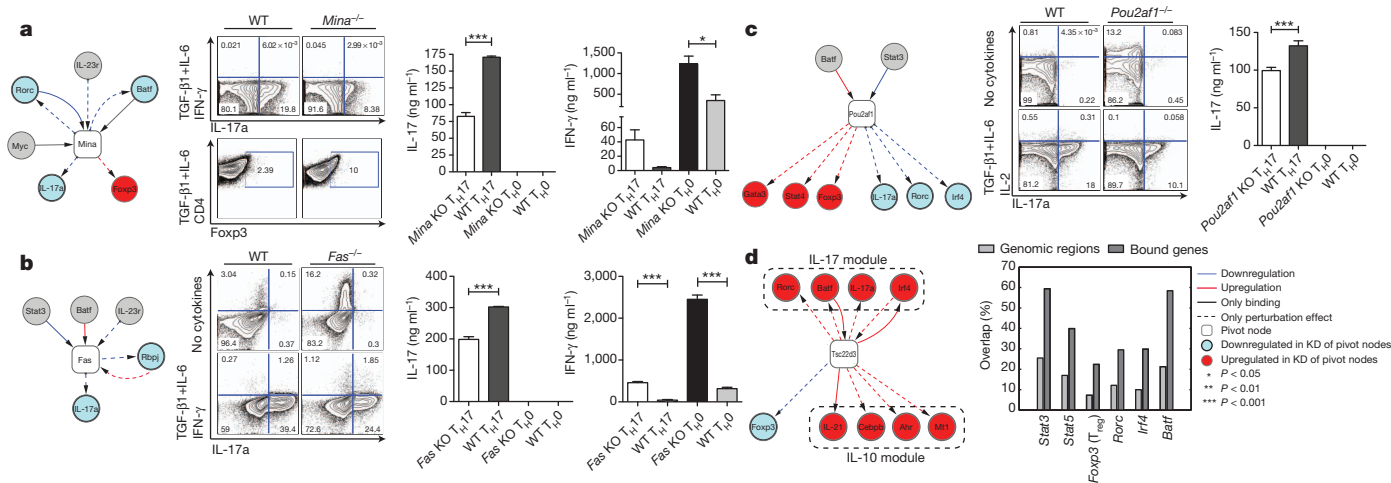 a
IL-23r
Rorc
Batf
Myc
Mina
IL-17a
Foxp3
WT
Mina−/−
TGF-β1+IL-6
IFN-γ
0.021
6.02 × 10−3
80.1
19.8
0.045
2.99 × 10−3
91.6
8.38
IL-17a
TGF-β1+IL-6
CD4
2.39
10
Foxp3
IL-17 (ng ml−1)
175
150
125
100
75
50
25
0
***
Mina KO TH17
WT TH17
Mina KO TH0
WT TH0
IFN-γ (ng ml−1)
1,500
1,000
500
60
40
20
0
*
Mina KO TH17
WT TH17
Mina KO TH0
WT TH0
b
Stat3
Batf
IL-23r
Fas
Rbpj
IL-17a
WT
Fas−/−
No cytokines
3.04
0.15
96.4
0.37
16.2
0.32
83.2
0.3
TGF-β1+IL-6
IFN-γ
0.27
1.26
59
39.4
1.12
1.85
72.6
24.4
IL-17a
IL-17 (ng ml−1)
400
300
200
100
0
***
Fas KO TH17
WT TH17
Fas KO TH0
WT TH0
IFN-γ (ng ml−1)
3,000
2,000
1,000
0
***
***
Fas KO TH17
WT TH17
Fas KO TH0
WT TH0
c
Batf
Stat3
Pou2af1
Gata3
Stat4
Foxp3
IL-17a
Rorc
Irf4
WT
Pou2af1−/−
No cytokines
0.81
4.35 × 10−3
99
0.22
13.2
0.083
86.2
0.45
TGF-β1+IL-6
IL-2
0.55
0.31
81.2
18
0.1
0.058
89.7
10.1
IL-17a
IL-17 (ng ml−1)
150
100
50
0
***
Pou2af1 KO TH17
WT TH17
Pou2af1 KO TH0
WT TH0
d
IL-17 module
Rorc
Batf
IL-17a
Irf4
Tsc22d3
Foxp3
IL-21
Cebpb
Ahr
Mt1
IL-10 module
Genomic regions
Bound genes
Overlap (%)
70
60
50
40
30
20
10
0
Stat3
Stat5
Foxp3 (Treg)
Rorc
Irf4
Batf
Downregulation
Upregulation
Only binding
Only perturbation effect
Pivot node
Downregulated in KD of pivot nodes
Upregulated in KD of pivot nodes
* P < 0.05
** P < 0.01
*** P < 0.001